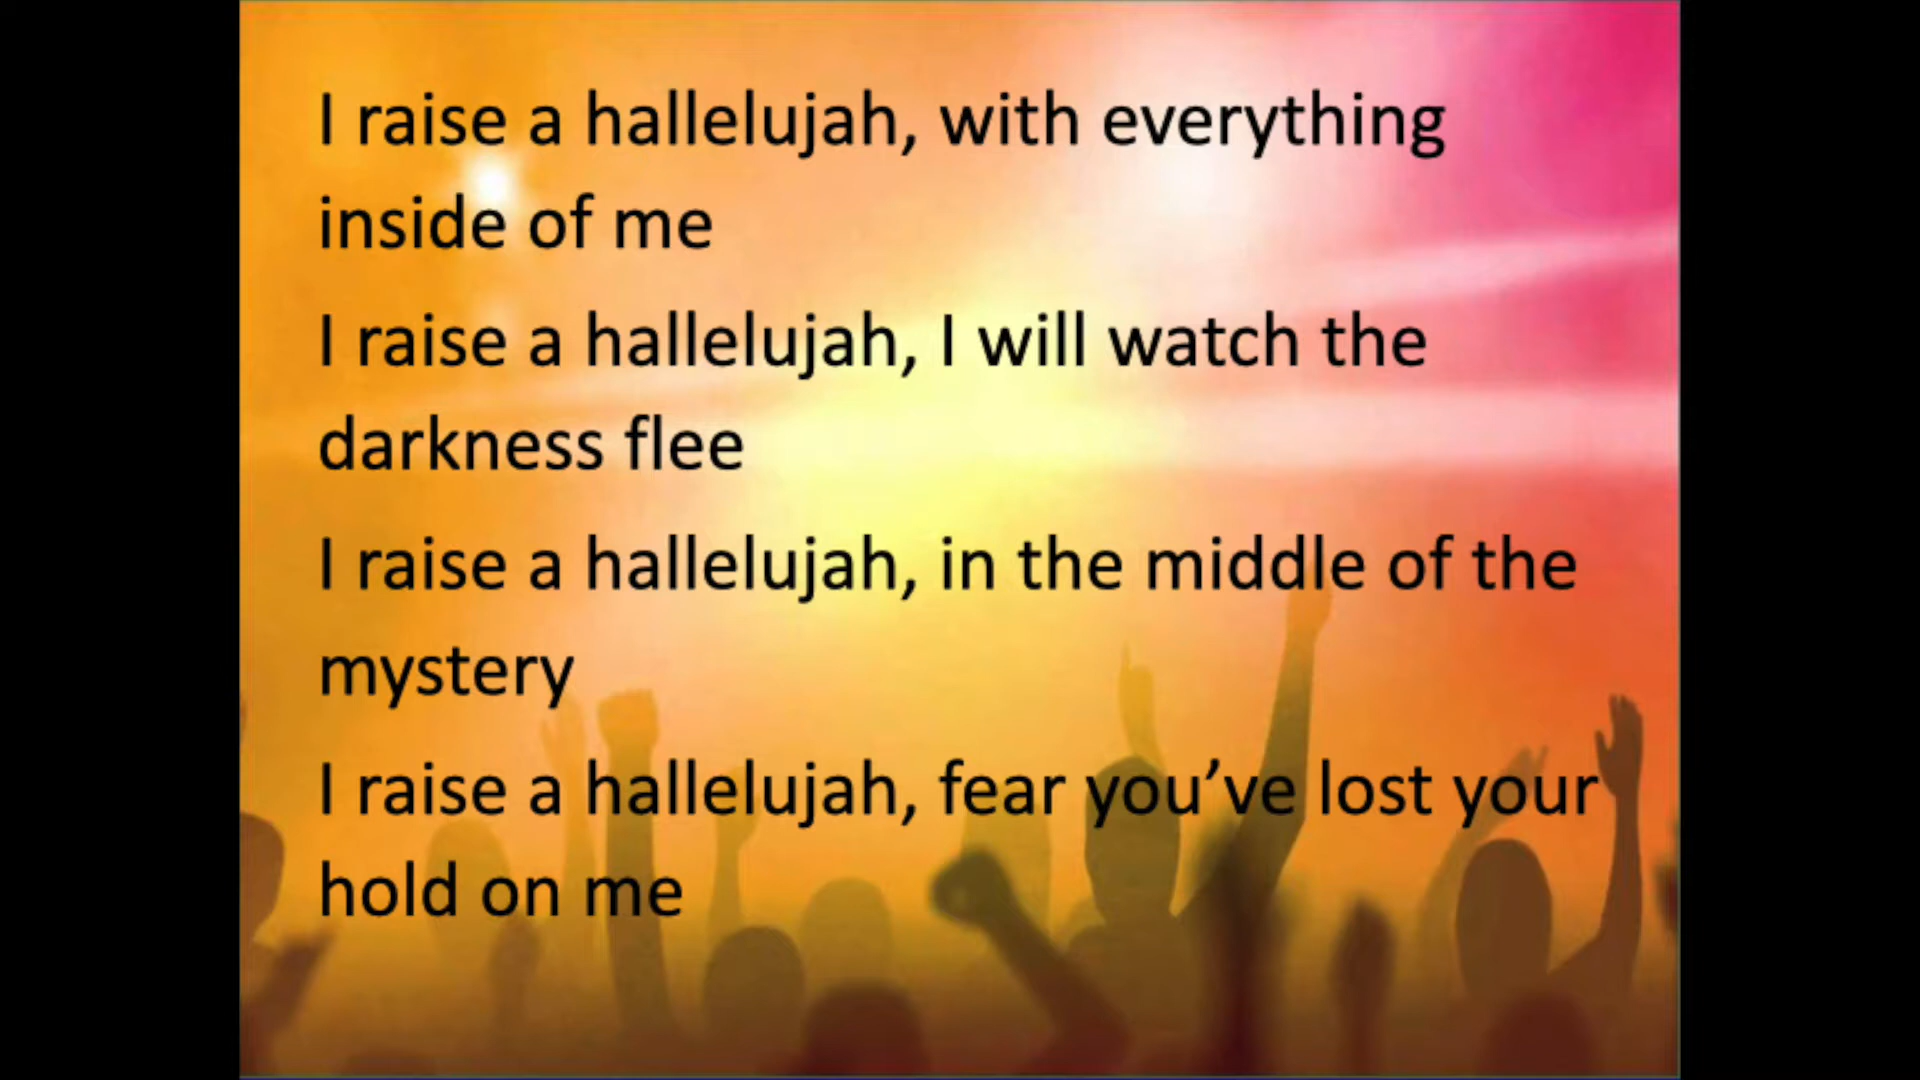 I raise a hallelujah, with everything
inside of me
I raise a hallelujah, I will watch the
darkness flee
I raise a hallelujah, in the middle of the
mystery
I raise a hallelujah, fear you’ve lost your
hold on me